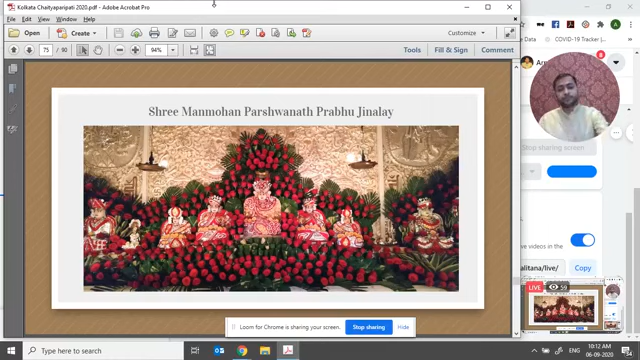 Kolkata Chaityaparipati 2020.pdf - Adobe Acrobat Pro
File Edit View Window Help
Open
Customize
75 / 90
94%
Tools Fill & Sign Comment
Shree Manmohan Parshwanath Prabhu Jinalay
Loom for Chrome is sharing your screen. Stop sharing Hide
COVID-19 Tracker |
8
Stop sharing screen
videos in the
alitana/live/
Copy
LIVE 59
Type here to search
ENG
10:12 AM
06-09-2020